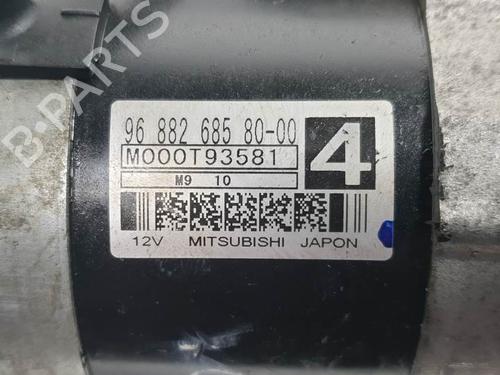 B-PARTS
96 882 685 80-00
4
M000T93581
M9 10
12V MITSUBISHI JAPON